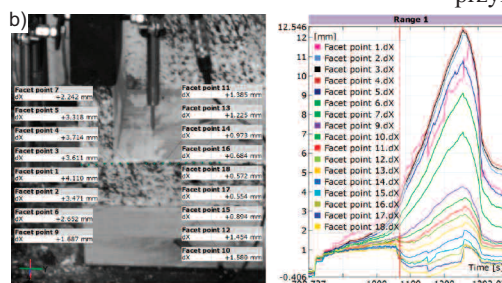 przy
b)
Facet point 7
dX +2.242 mm
Facet point 5
dX +3.318 mm
Facet point 4
dX +3.724 mm
Facet point 3
dX +3.611 mm
Facet point 1
dX +4.110 mm
Facet point 2
dX +3.471 mm
Facet point 6
dX +2.652 mm
Facet point 9
dX +1.687 mm
Facet point 11
dX +1.385 mm
Facet point 13
dX +1.225 mm
Facet point 14
dX +0.973 mm
Facet point 16
dX +0.684 mm
Facet point 18
dX +0.572 mm
Facet point 17
dX +0.554 mm
Facet point 15
dX +0.894 mm
Facet point 12
dX +1.454 mm
Facet point 10
dX +1.560 mm
Range 1
12.546
[mm]
12
11
10
9
8
7
6
5
4
3
2
1
-0.406
Facet point 1.dX
Facet point 2.dX
Facet point 3.dX
Facet point 4.dX
Facet point 5.dX
Facet point 6.dX
Facet point 7.dX
Facet point 9.dX
Facet point 10.dX
Facet point 11.dX
Facet point 12.dX
Facet point 13.dX
Facet point 14.dX
Facet point 15.dX
Facet point 16.dX
Facet point 17.dX
Facet point 18.dX
Time [s]
1100
1200